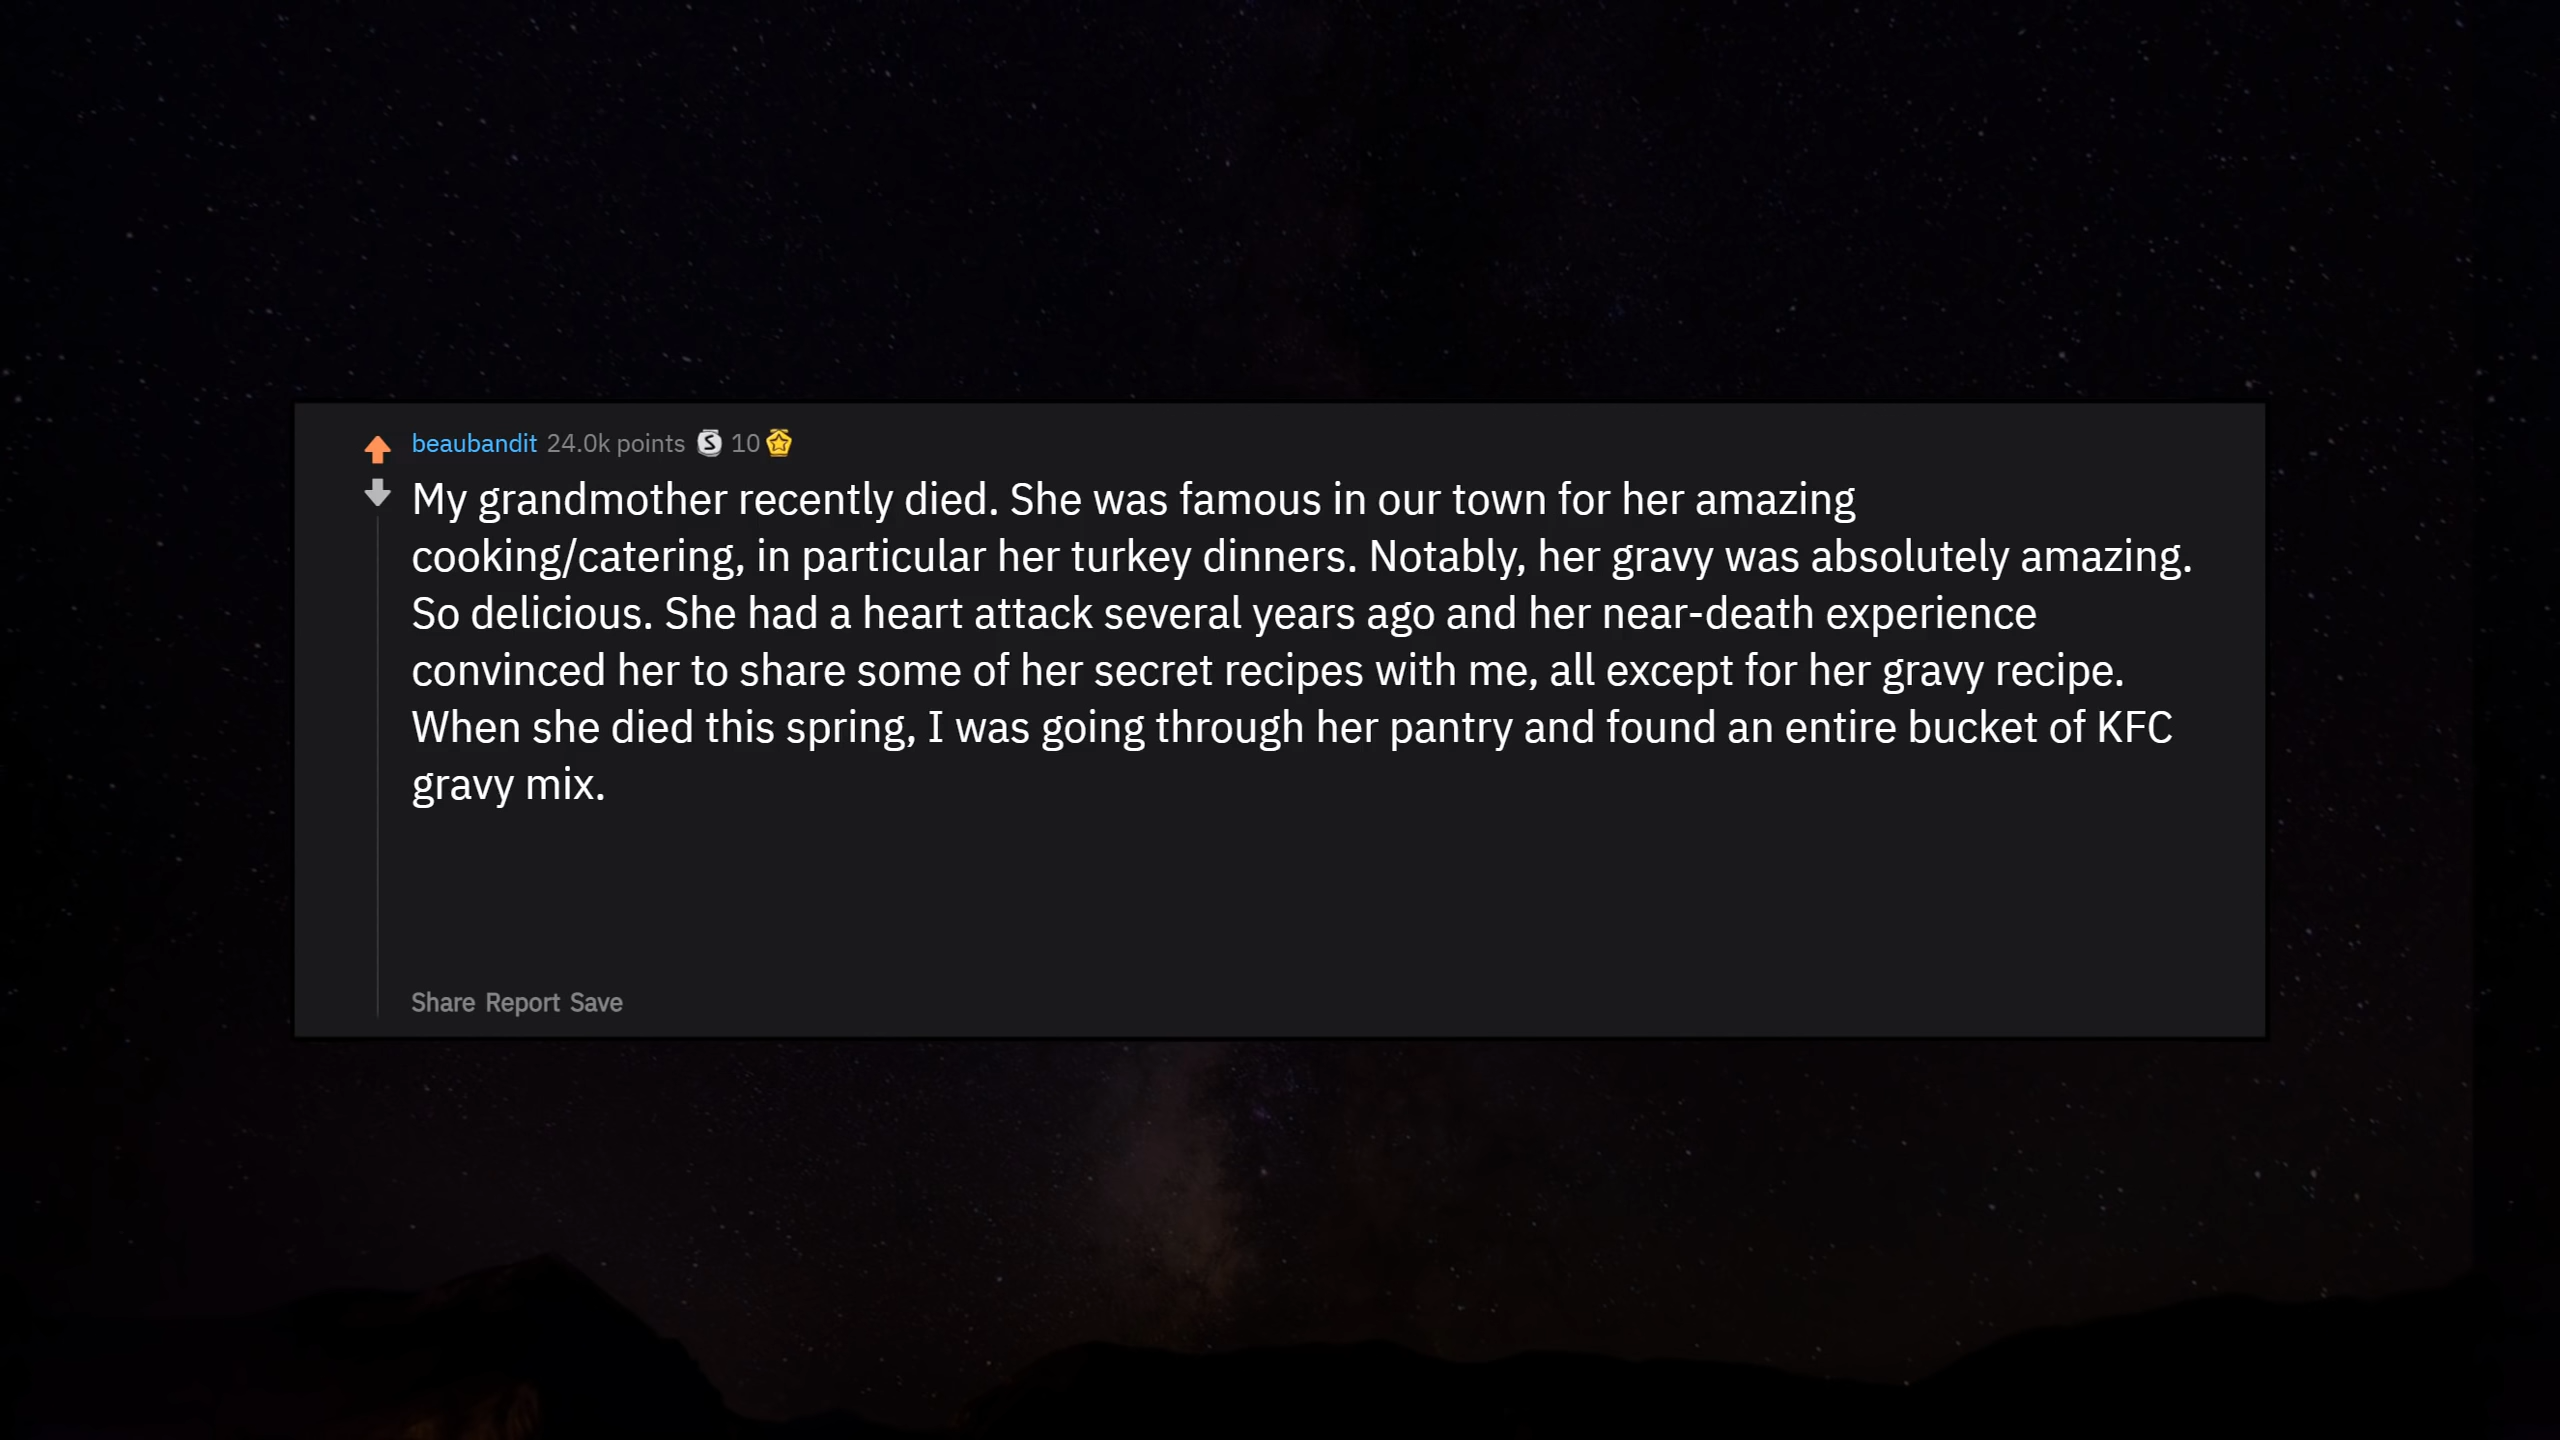 beaubandit 24.0k points S 10
My grandmother recently died. She was famous in our town for her amazing
cooking/catering, in particular her turkey dinners. Notably, her gravy was absolutely amazing.
So delicious. She had a heart attack several years ago and her near-death experience
convinced her to share some of her secret recipes with me, all except for her gravy recipe.
When she died this spring, I was going through her pantry and found an entire bucket of KFC
gravy mix.
Share Report Save